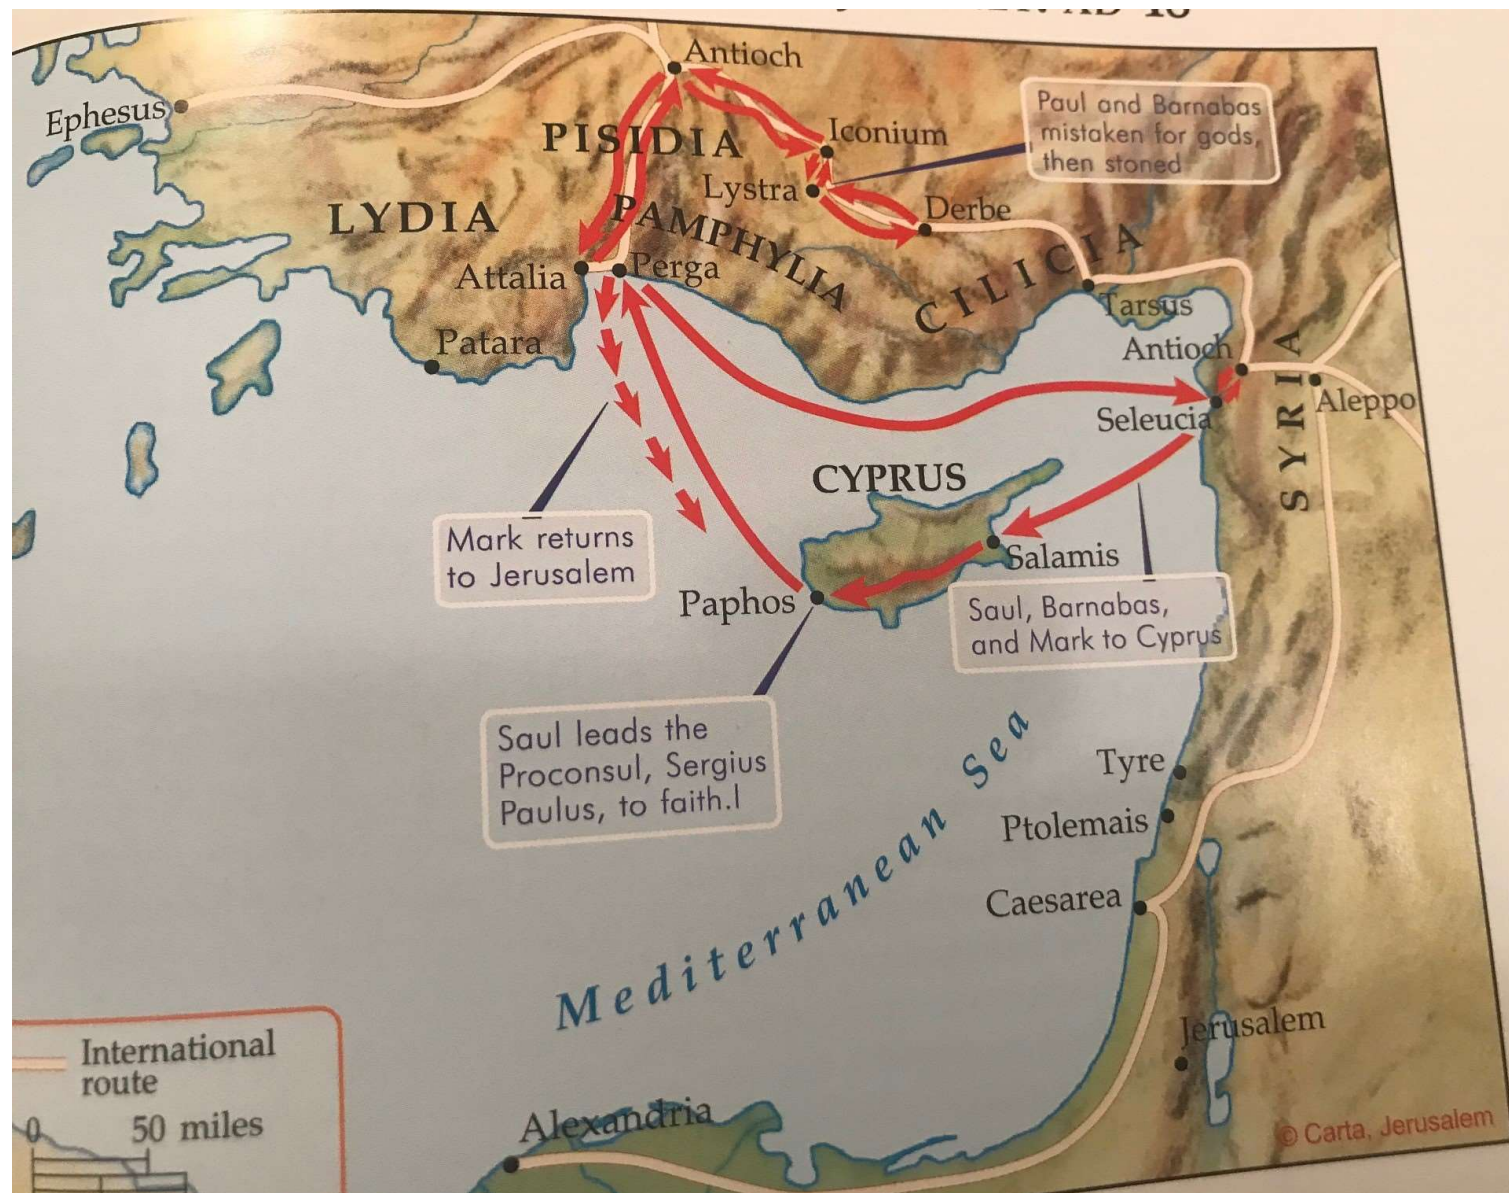 Antioch
Ephesus
PISIDIA
Iconium
Paul and Barnabas
mistaken for gods,
then stoned
Lystra
Derbe
LYDIA
PAMPHYLIA
CILICIA
Attalia
Perga
Tarsus
Patara
Antioch
SYRIA
Aleppo
Seleucia
CYPRUS
Mark returns
to Jerusalem
Salamis
Paphos
Saul, Barnabas,
and Mark to Cyprus
Saul leads the
Proconsul, Sergius
Paulus, to faith.l
Mediterranean Sea
Tyre
Ptolemais
Caesarea
Jerusalem
International
route
0 50 miles
Alexandria
© Carta, Jerusalem